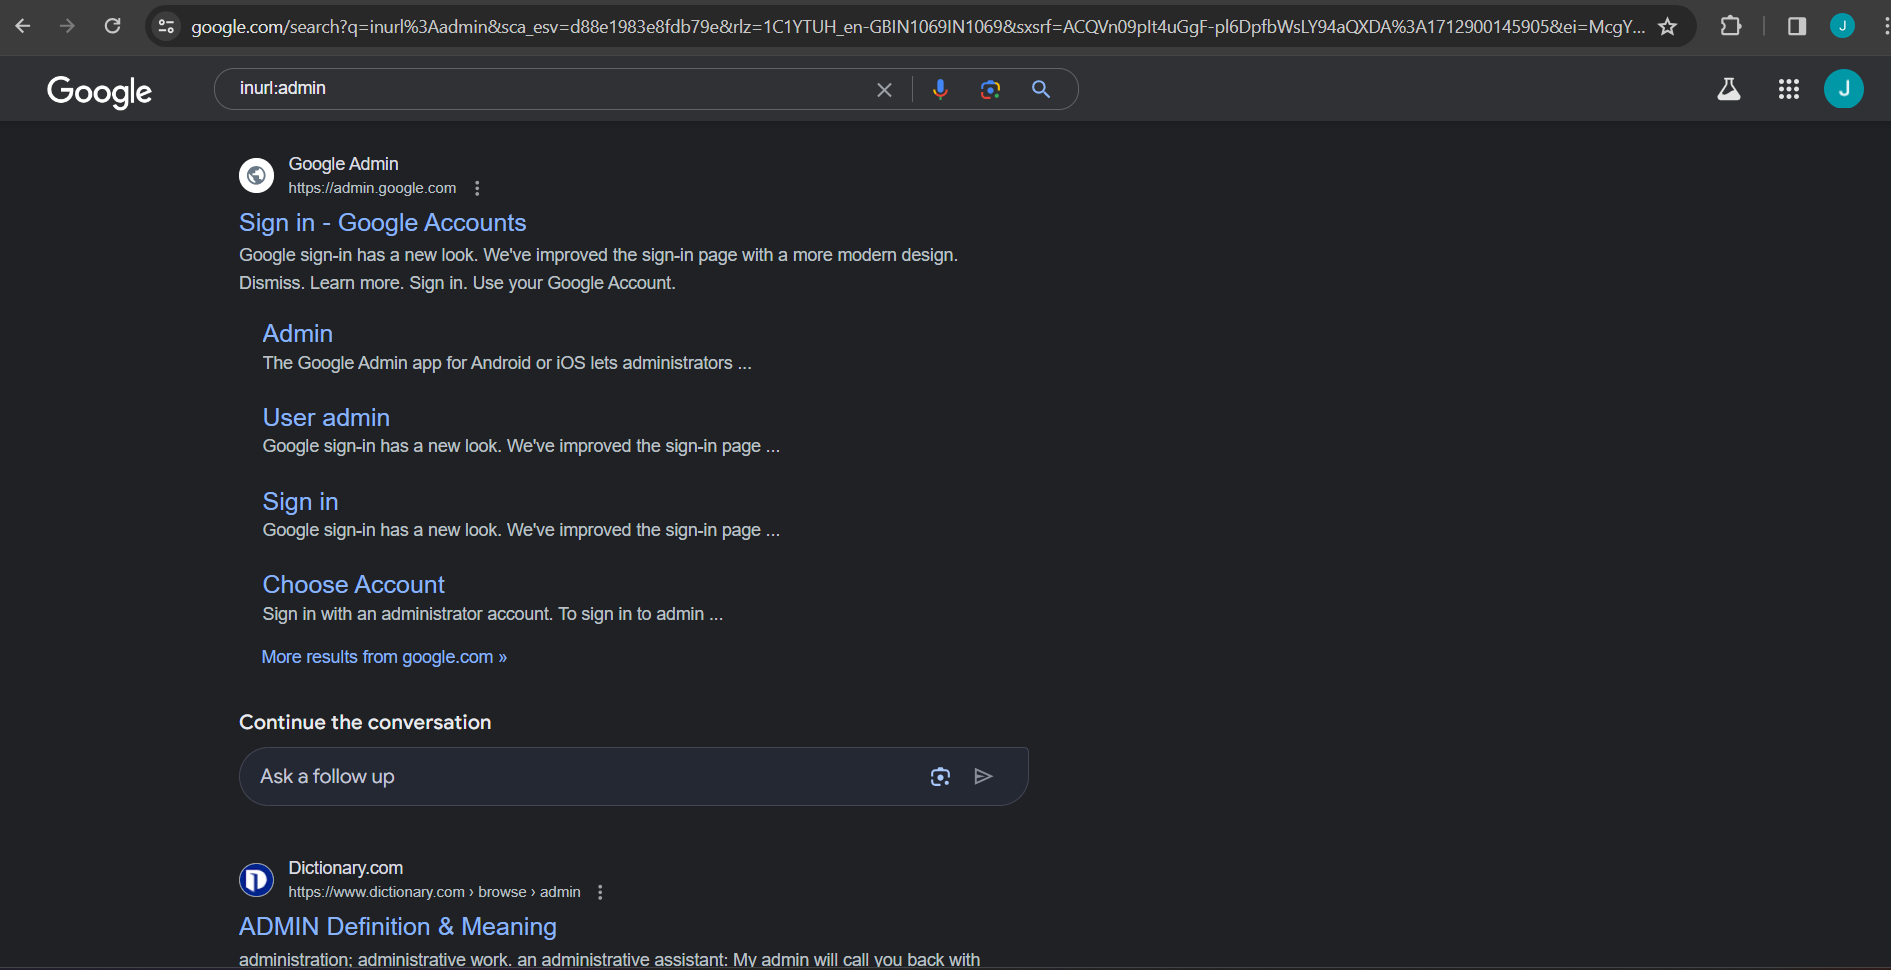 google.com/search?q=inurl%3Aadmin&sca_esv=d88e1983e8fdb79e&rlz=1C1YTUH_en-GBIN1069IN1069&sxsrf=ACQVn09pIt4uGgF-pl6DpfbWsLY94aQXDA%3A1712900145905&ei=McgY...
J
Google
inurl:admin
J
Google Admin
https://admin.google.com
Sign in - Google Accounts
Google sign-in has a new look. We've improved the sign-in page with a more modern design.
Dismiss. Learn more. Sign in. Use your Google Account.
Admin
The Google Admin app for Android or iOS lets administrators ...
User admin
Google sign-in has a new look. We've improved the sign-in page ...
Sign in
Google sign-in has a new look. We've improved the sign-in page ...
Choose Account
Sign in with an administrator account. To sign in to admin ...
More results from google.com »
Continue the conversation
Ask a follow up
Dictionary.com
https://www.dictionary.com › browse › admin
ADMIN Definition & Meaning
administration; administrative work. an administrative assistant: My admin will call you back with